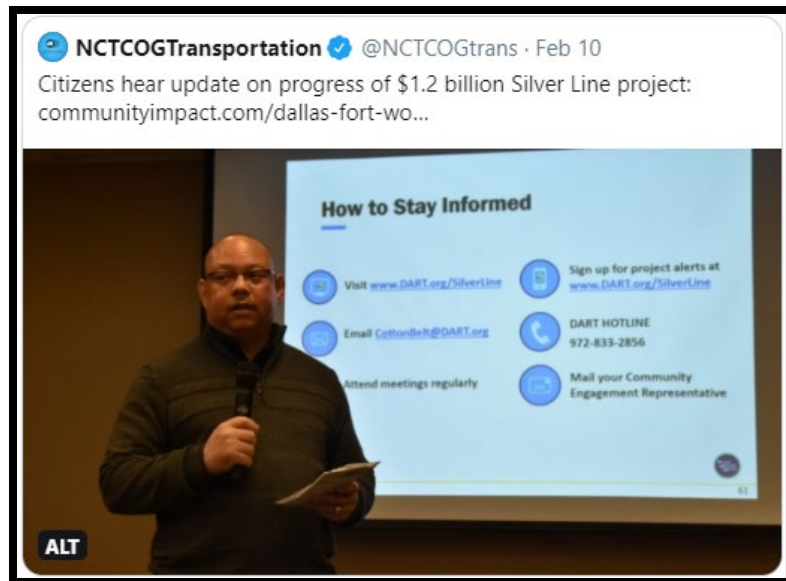 NCTCOGTransportation @NCTCOGtrans · Feb 10
Citizens hear update on progress of $1.2 billion Silver Line project:
communityimpact.com/dallas-fort-wo...
How to Stay Informed
Visit www.DART.org/SilverLine
Email CottonBelt@DART.org
Attend meetings regularly
Sign up for project alerts at
www.DART.org/SilverLine
DART HOTLINE
972-833-2856
Mail your Community
Engagement Representative
61
ALT